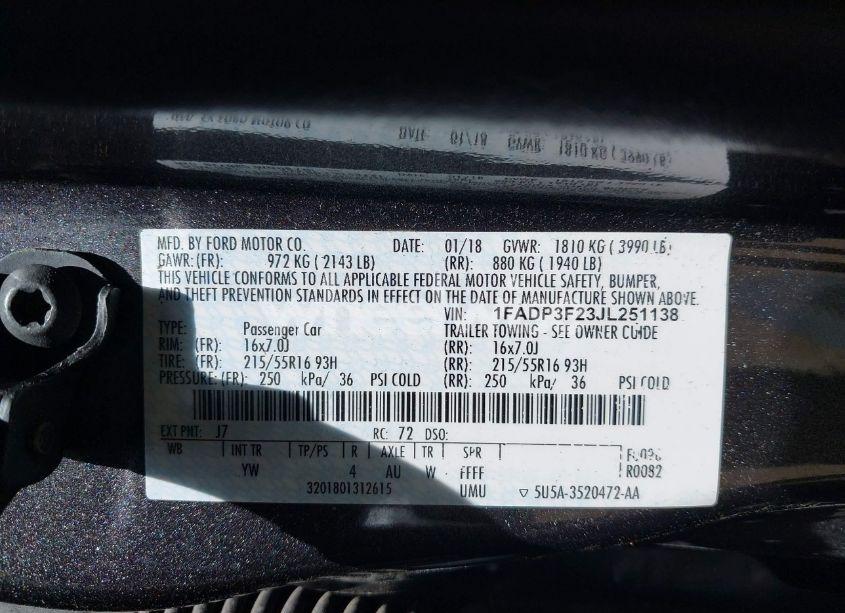 MFD. BY FORD MOTOR CO. DATE: 01/18 GVWR: 1810 KG ( 3990 LB)
GAWR: (FR): 972 KG ( 2143 LB) (RR): 880 KG ( 1940 LB)
THIS VEHICLE CONFORMS TO ALL APPLICABLE FEDERAL MOTOR VEHICLE SAFETY, BUMPER,
AND THEFT PREVENTION STANDARDS IN EFFECT ON THE DATE OF MANUFACTURE SHOWN ABOVE.
VIN: 1FADP3F23JL251138
TYPE: Passenger Car TRAILER TOWING - SEE OWNER GUIDE
RIM: (FR): 16x7.0J (RR): 16x7.0J
TIRE: (FR): 215/55R16 93H (RR): 215/55R16 93H
PRESSURE: (FR): 250 kPa/ 36 PSI COLD (RR): 250 kPa/ 36 PSI COLD
EXT PNT: J7 RC: 72 DSO:
WB INT TR TP/PS R AXLE TR SPR
YW 4 AU W FFFF R0082
3201801312615 UMU ▽ 5U5A-3520472-AA